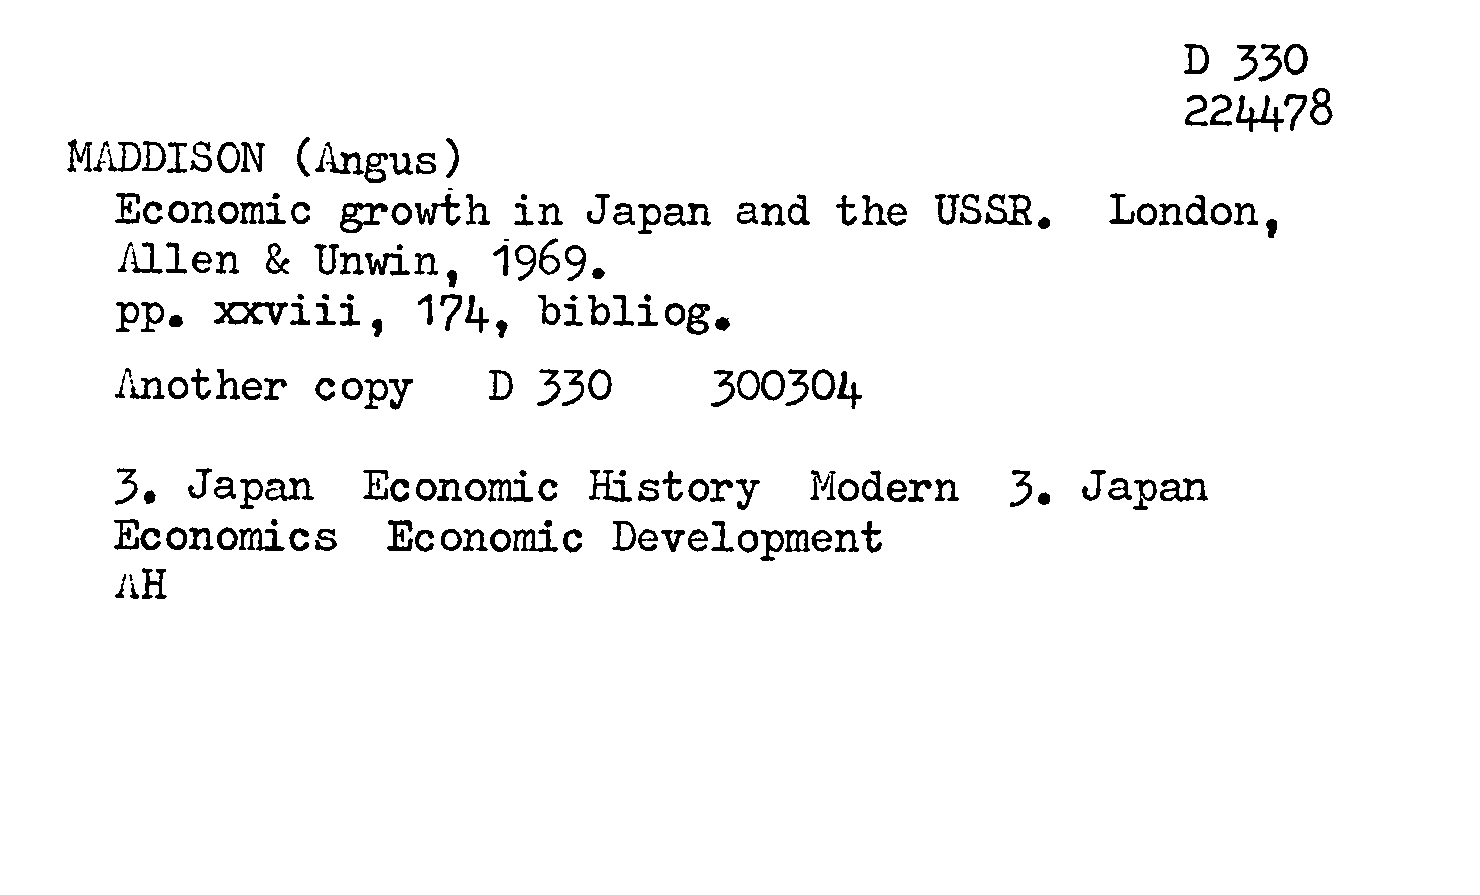 D 330
224478
MADDISON (Angus)
Economic growth in Japan and the USSR. London,
Allen & Unwin, 1969.
pp. xxviii, 174, bibliog.
Another copy D 330 300304
3. Japan Economic History Modern 3. Japan
Economics Economic Development
AH